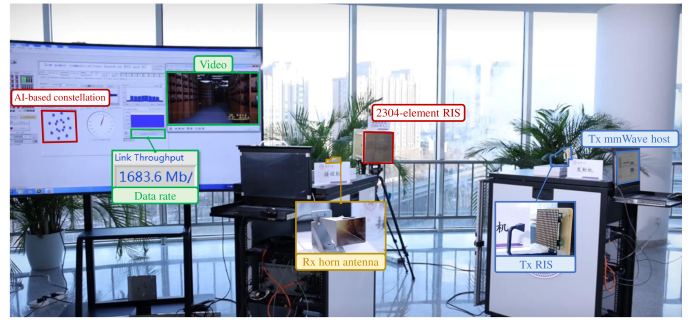 Video
AI-based constellation
2304-element RIS
Tx mmWave host
Link Throughput
1683.6 Mb/
Data rate
机
Rx horn antenna
Tx RIS